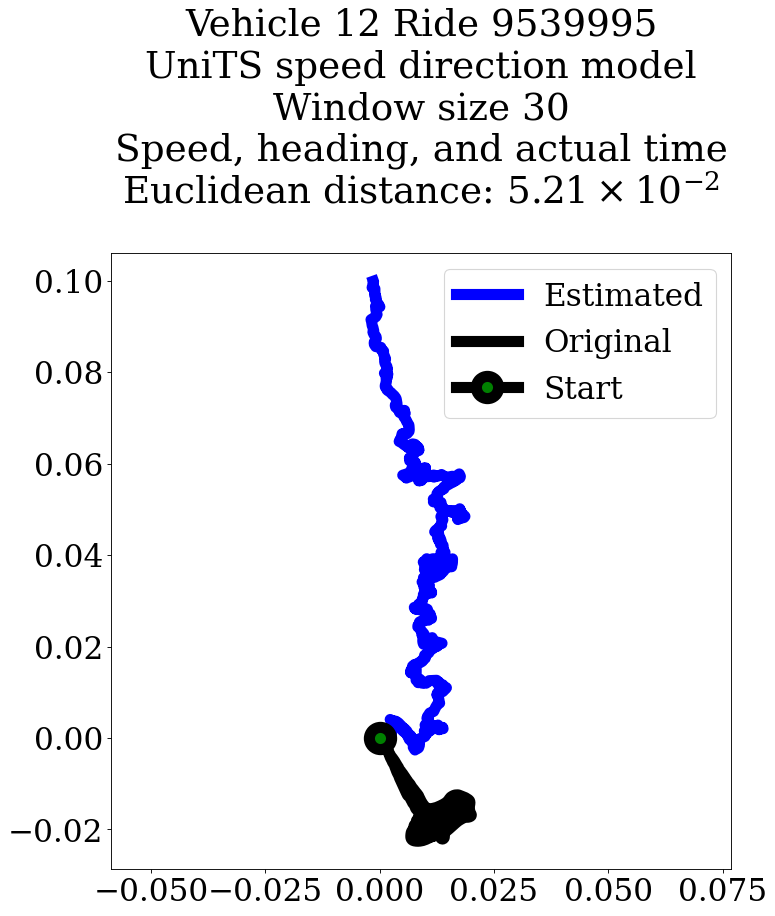 Vehicle 12 Ride 9539995
UniTS speed direction model
Window size 30
Speed, heading, and actual time
Euclidean distance: 5.21 × 10⁻²
Estimated
Original
Start
0.10
0.08
0.06
0.04
0.02
0.00
−0.02
−0.050 −0.025 0.000 0.025 0.050 0.075